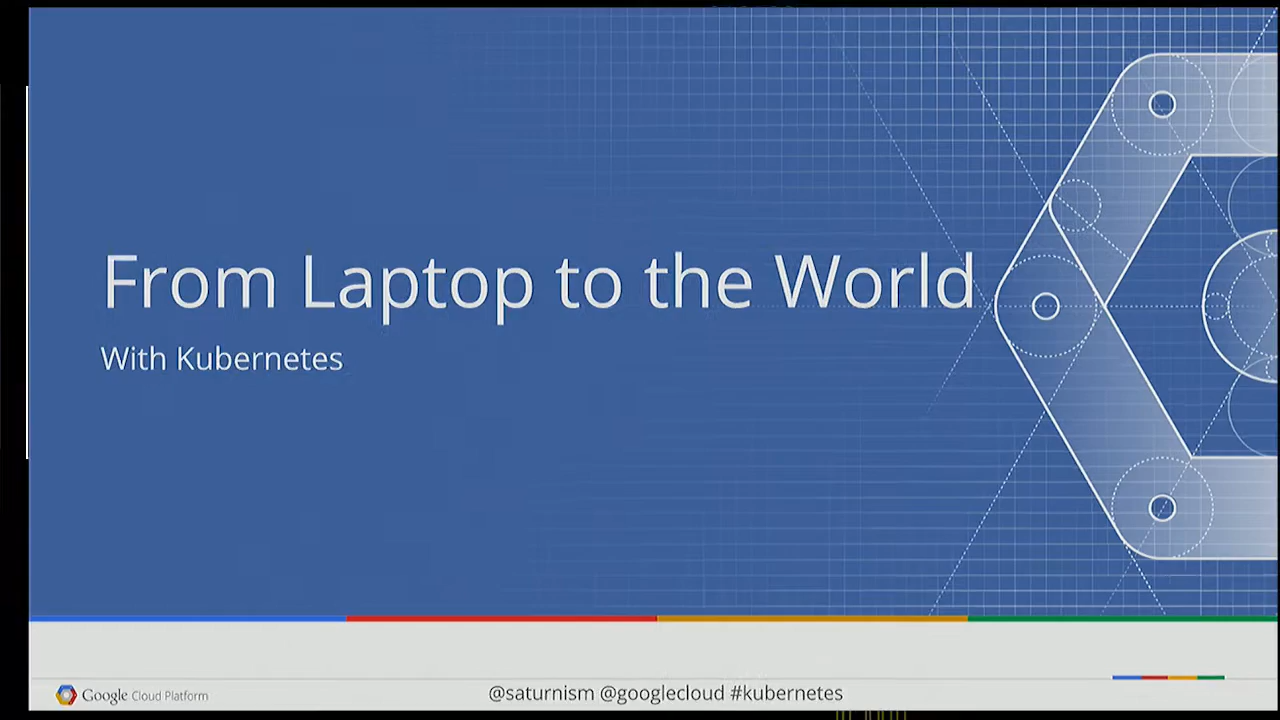 From Laptop to the World
With Kubernetes
Google Cloud Platform
@saturnism @googlecloud #kubernetes